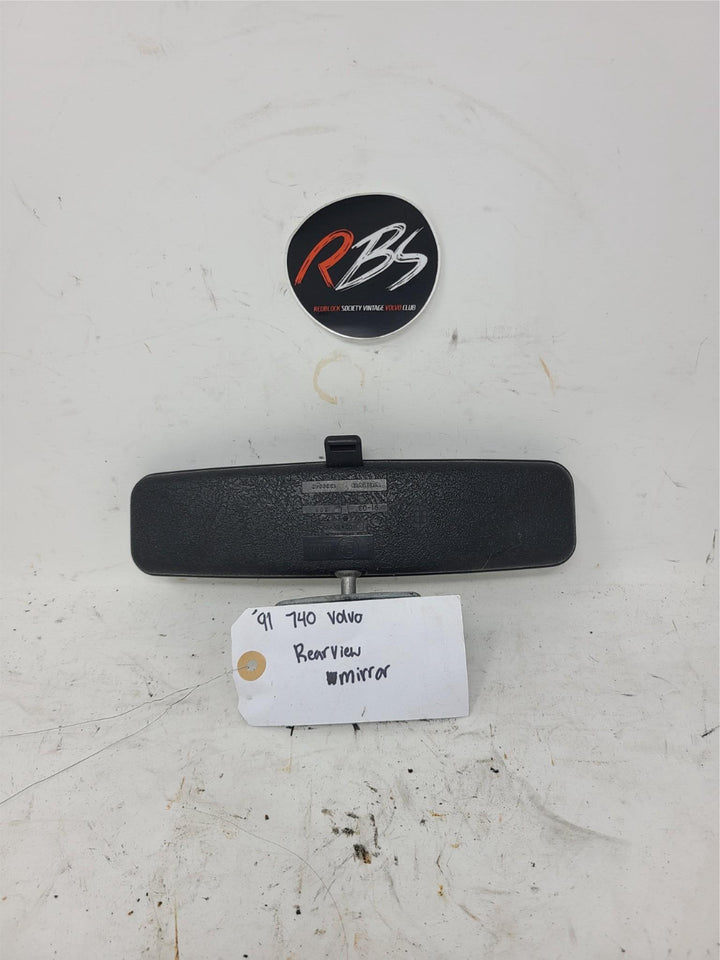 RBS
REDBLOCK SOCIETY VINTAGE VOLVO CLUB
'91 740 Volvo
Rearview
mirror